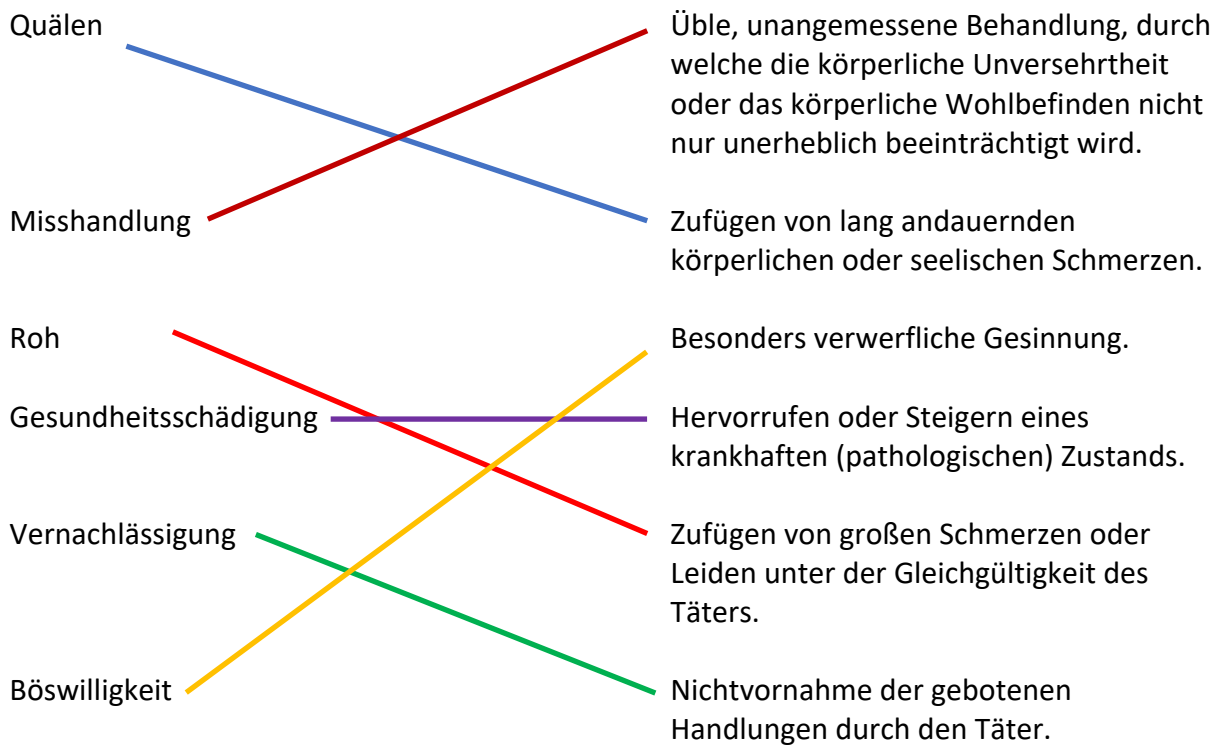 Quälen
Üble, unangemessene Behandlung, durch
welche die körperliche Unversehrtheit
oder das körperliche Wohlbefinden nicht
nur unerheblich beeinträchtigt wird.
Misshandlung
Zufügen von lang andauernden
körperlichen oder seelischen Schmerzen.
Roh
Besonders verwerfliche Gesinnung.
Gesundheitsschädigung
Hervorrufen oder Steigern eines
krankhaften (pathologischen) Zustands.
Vernachlässigung
Zufügen von großen Schmerzen oder
Leiden unter der Gleichgültigkeit des
Täters.
Böswilligkeit
Nichtvornahme der gebotenen
Handlungen durch den Täter.